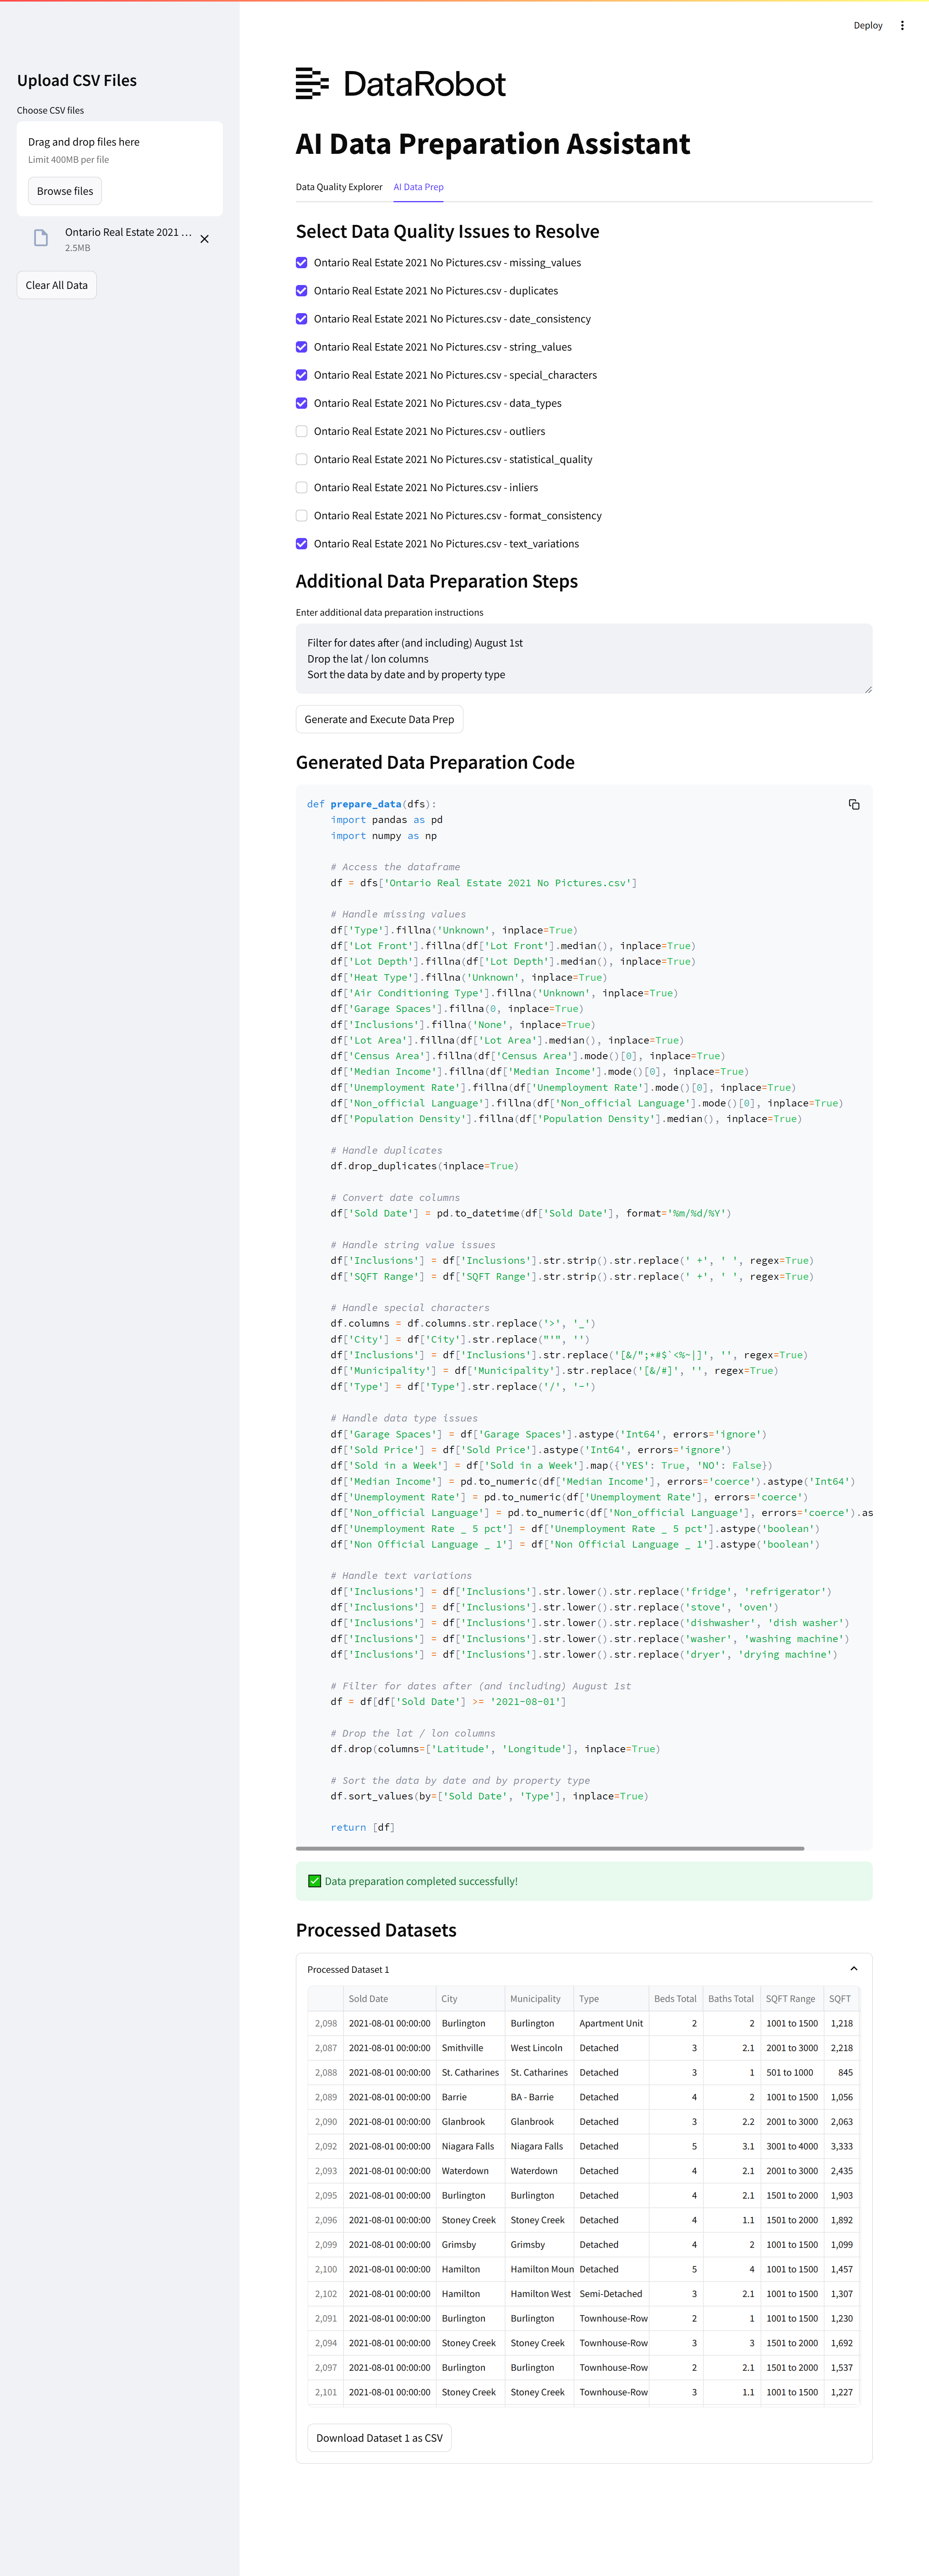 Deploy
Upload CSV Files
Choose CSV files
Drag and drop files here
Limit 400MB per file
Browse files
Ontario Real Estate 2021 ...
2.5MB
Clear All Data
DataRobot
AI Data Preparation Assistant
Data Quality Explorer AI Data Prep
Select Data Quality Issues to Resolve
Ontario Real Estate 2021 No Pictures.csv - missing_values
Ontario Real Estate 2021 No Pictures.csv - duplicates
Ontario Real Estate 2021 No Pictures.csv - date_consistency
Ontario Real Estate 2021 No Pictures.csv - string_values
Ontario Real Estate 2021 No Pictures.csv - special_characters
Ontario Real Estate 2021 No Pictures.csv - data_types
Ontario Real Estate 2021 No Pictures.csv - outliers
Ontario Real Estate 2021 No Pictures.csv - statistical_quality
Ontario Real Estate 2021 No Pictures.csv - inliers
Ontario Real Estate 2021 No Pictures.csv - format_consistency
Ontario Real Estate 2021 No Pictures.csv - text_variations
Additional Data Preparation Steps
Enter additional data preparation instructions
Filter for dates after (and including) August 1st
Drop the lat / lon columns
Sort the data by date and by property type
Generate and Execute Data Prep
Generated Data Preparation Code
def prepare_data(dfs):
import pandas as pd
import numpy as np
# Access the dataframe
df = dfs['Ontario Real Estate 2021 No Pictures.csv']
# Handle missing values
df['Type'].fillna('Unknown', inplace=True)
df['Lot Front'].fillna(df['Lot Front'].median(), inplace=True)
df['Lot Depth'].fillna(df['Lot Depth'].median(), inplace=True)
df['Heat Type'].fillna('Unknown', inplace=True)
df['Air Conditioning Type'].fillna('Unknown', inplace=True)
df['Garage Spaces'].fillna(0, inplace=True)
df['Inclusions'].fillna('None', inplace=True)
df['Lot Area'].fillna(df['Lot Area'].median(), inplace=True)
df['Census Area'].fillna(df['Census Area'].mode()[0], inplace=True)
df['Median Income'].fillna(df['Median Income'].mode()[0], inplace=True)
df['Unemployment Rate'].fillna(df['Unemployment Rate'].mode()[0], inplace=True)
df['Non_official Language'].fillna(df['Non_official Language'].mode()[0], inplace=True)
df['Population Density'].fillna(df['Population Density'].median(), inplace=True)
# Handle duplicates
df.drop_duplicates(inplace=True)
# Convert date columns
df['Sold Date'] = pd.to_datetime(df['Sold Date'], format='%m/%d/%Y')
# Handle string value issues
df['Inclusions'] = df['Inclusions'].str.strip().str.replace(' +', ' ', regex=True)
df['SQFT Range'] = df['SQFT Range'].str.strip().str.replace(' +', ' ', regex=True)
# Handle special characters
df.columns = df.columns.str.replace('>', '_')
df['City'] = df['City'].str.replace("'", '')
df['Inclusions'] = df['Inclusions'].str.replace('[&/";*#$`<%~|]', '', regex=True)
df['Municipality'] = df['Municipality'].str.replace('[&/#]', '', regex=True)
df['Type'] = df['Type'].str.replace('/', '-')
# Handle data type issues
df['Garage Spaces'] = df['Garage Spaces'].astype('Int64', errors='ignore')
df['Sold Price'] = df['Sold Price'].astype('Int64', errors='ignore')
df['Sold in a Week'] = df['Sold in a Week'].map({'YES': True, 'NO': False})
df['Median Income'] = pd.to_numeric(df['Median Income'], errors='coerce').astype('Int64')
df['Unemployment Rate'] = pd.to_numeric(df['Unemployment Rate'], errors='coerce')
df['Non_official Language'] = pd.to_numeric(df['Non_official Language'], errors='coerce').as
df['Unemployment Rate _ 5 pct'] = df['Unemployment Rate _ 5 pct'].astype('boolean')
df['Non Official Language _ 1'] = df['Non Official Language _ 1'].astype('boolean')
# Handle text variations
df['Inclusions'] = df['Inclusions'].str.lower().str.replace('fridge', 'refrigerator')
df['Inclusions'] = df['Inclusions'].str.lower().str.replace('stove', 'oven')
df['Inclusions'] = df['Inclusions'].str.lower().str.replace('dishwasher', 'dish washer')
df['Inclusions'] = df['Inclusions'].str.lower().str.replace('washer', 'washing machine')
df['Inclusions'] = df['Inclusions'].str.lower().str.replace('dryer', 'drying machine')
# Filter for dates after (and including) August 1st
df = df[df['Sold Date'] >= '2021-08-01']
# Drop the lat / lon columns
df.drop(columns=['Latitude', 'Longitude'], inplace=True)
# Sort the data by date and by property type
df.sort_values(by=['Sold Date', 'Type'], inplace=True)
return [df]
Data preparation completed successfully!
Processed Datasets
Processed Dataset 1
Sold Date City Municipality Type Beds Total Baths Total SQFT Range SQFT
2,098 2021-08-01 00:00:00 Burlington Burlington Apartment Unit 2 2 1001 to 1500 1,218
2,087 2021-08-01 00:00:00 Smithville West Lincoln Detached 3 2.1 2001 to 3000 2,218
2,088 2021-08-01 00:00:00 St. Catharines St. Catharines Detached 3 1 501 to 1000 845
2,089 2021-08-01 00:00:00 Barrie BA - Barrie Detached 4 2 1001 to 1500 1,056
2,090 2021-08-01 00:00:00 Glanbrook Glanbrook Detached 3 2.2 2001 to 3000 2,063
2,092 2021-08-01 00:00:00 Niagara Falls Niagara Falls Detached 5 3.1 3001 to 4000 3,333
2,093 2021-08-01 00:00:00 Waterdown Waterdown Detached 4 2.1 2001 to 3000 2,435
2,095 2021-08-01 00:00:00 Burlington Burlington Detached 4 2.1 1501 to 2000 1,903
2,096 2021-08-01 00:00:00 Stoney Creek Stoney Creek Detached 4 1.1 1501 to 2000 1,892
2,099 2021-08-01 00:00:00 Grimsby Grimsby Detached 4 2 1001 to 1500 1,099
2,100 2021-08-01 00:00:00 Hamilton Hamilton Moun Detached 5 4 1001 to 1500 1,457
2,102 2021-08-01 00:00:00 Hamilton Hamilton West Semi-Detached 3 2.1 1001 to 1500 1,307
2,091 2021-08-01 00:00:00 Burlington Burlington Townhouse-Row 2 1 1001 to 1500 1,230
2,094 2021-08-01 00:00:00 Stoney Creek Stoney Creek Townhouse-Row 3 3 1501 to 2000 1,692
2,097 2021-08-01 00:00:00 Burlington Burlington Townhouse-Row 2 2.1 1501 to 2000 1,537
2,101 2021-08-01 00:00:00 Stoney Creek Stoney Creek Townhouse-Row 3 1.1 1001 to 1500 1,227
Download Dataset 1 as CSV